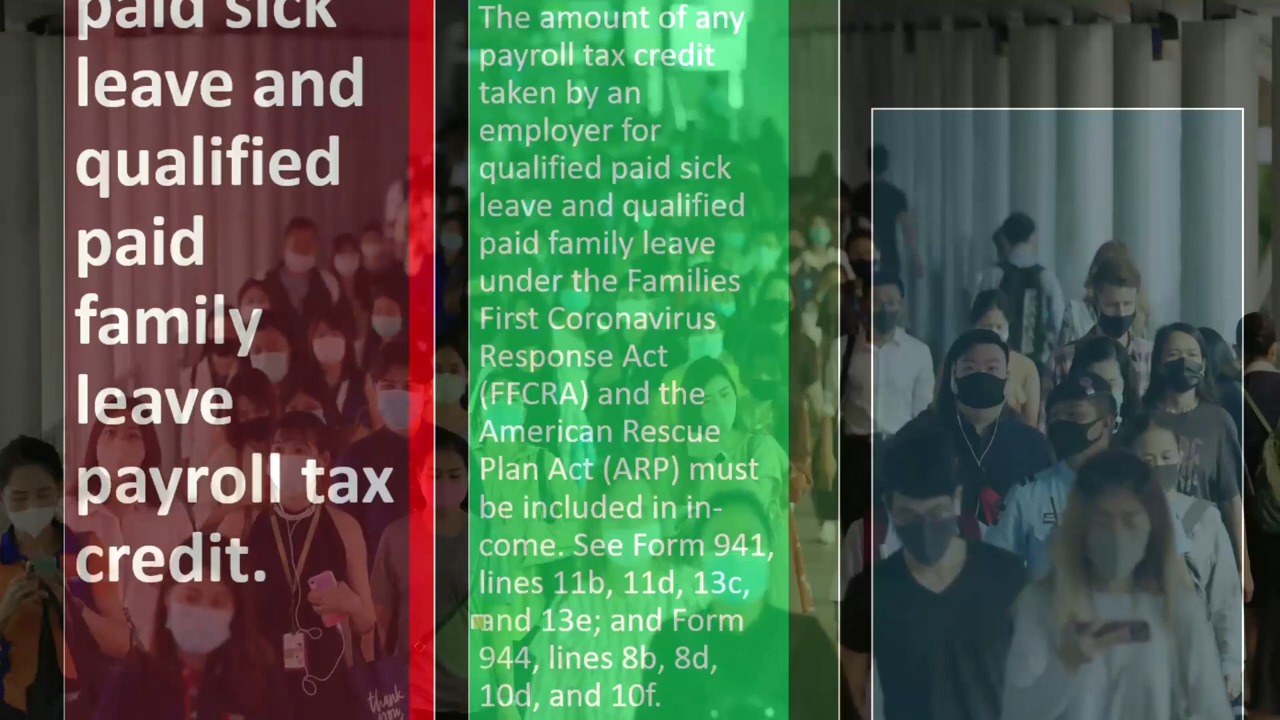 paid sick
leave and
qualified
paid
family
leave
payroll tax
credit.
The amount of any
payroll tax credit
taken by an
employer for
qualified paid sick
leave and qualified
paid family leave
under the Families
First Coronavirus
Response Act
(FFCRA) and the
American Rescue
Plan Act (ARP) must
be included in in-
come. See Form 941,
lines 11b, 11d, 13c,
and 13e; and Form
944, lines 8b, 8d,
10d, and 10f.
thank
you,